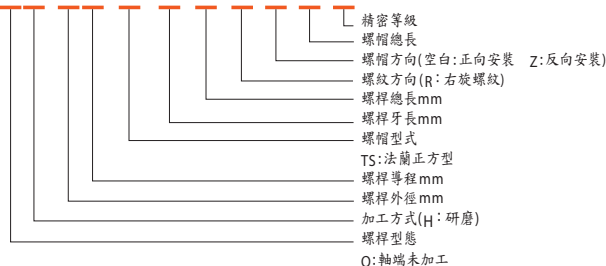 精密等級
螺帽總長
螺帽方向(空白:正向安裝 Z:反向安裝)
螺紋方向(R:右旋螺紋)
螺桿總長mm
螺桿牙長mm
螺帽型式
TS:法蘭正方型
螺桿導程mm
螺桿外徑mm
加工方式(H:研磨)
螺桿型態
O:軸端未加工